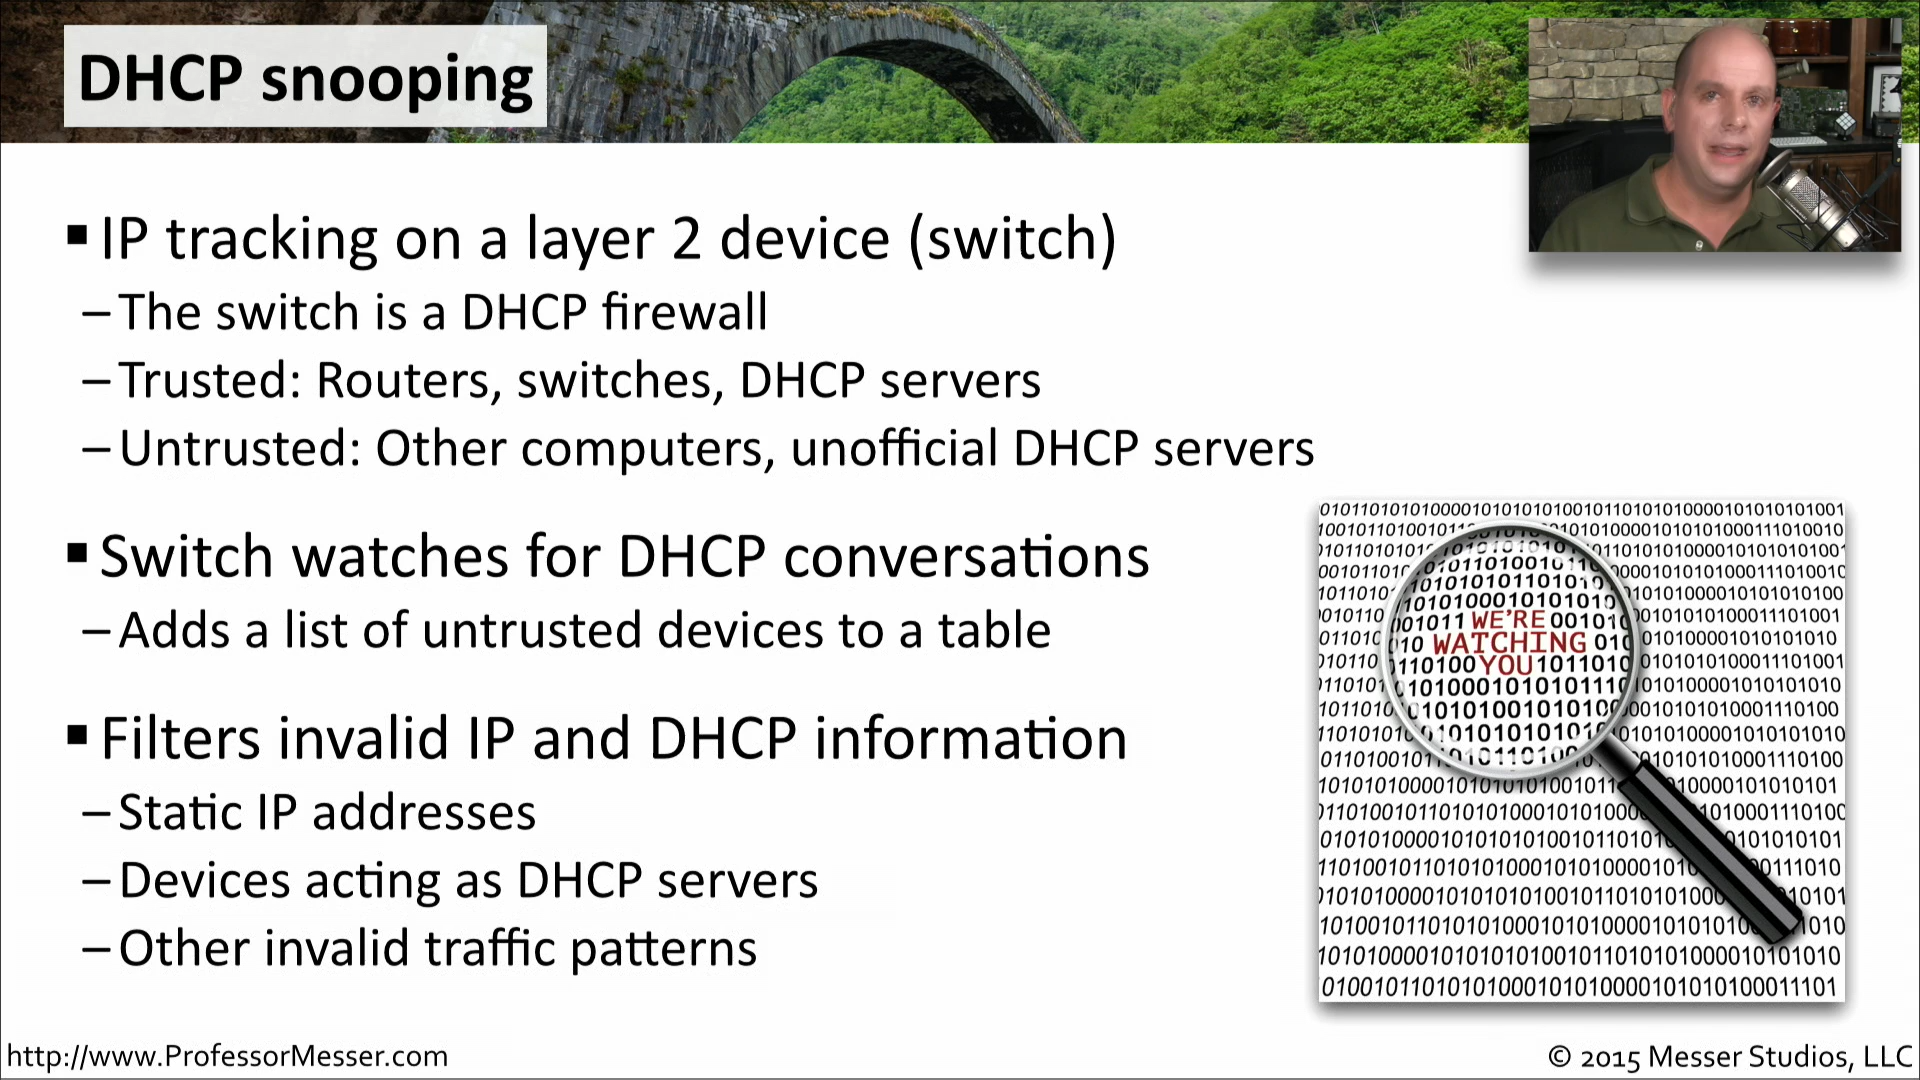 DHCP snooping
▪ IP tracking on a layer 2 device (switch)
– The switch is a DHCP firewall
– Trusted: Routers, switches, DHCP servers
– Untrusted: Other computers, unofficial DHCP servers
▪ Switch watches for DHCP conversations
– Adds a list of untrusted devices to a table
▪ Filters invalid IP and DHCP information
– Static IP addresses
– Devices acting as DHCP servers
– Other invalid traffic patterns
WE'RE
WATCHING
YOU
http://www.ProfessorMesser.com
© 2015 Messer Studios, LLC